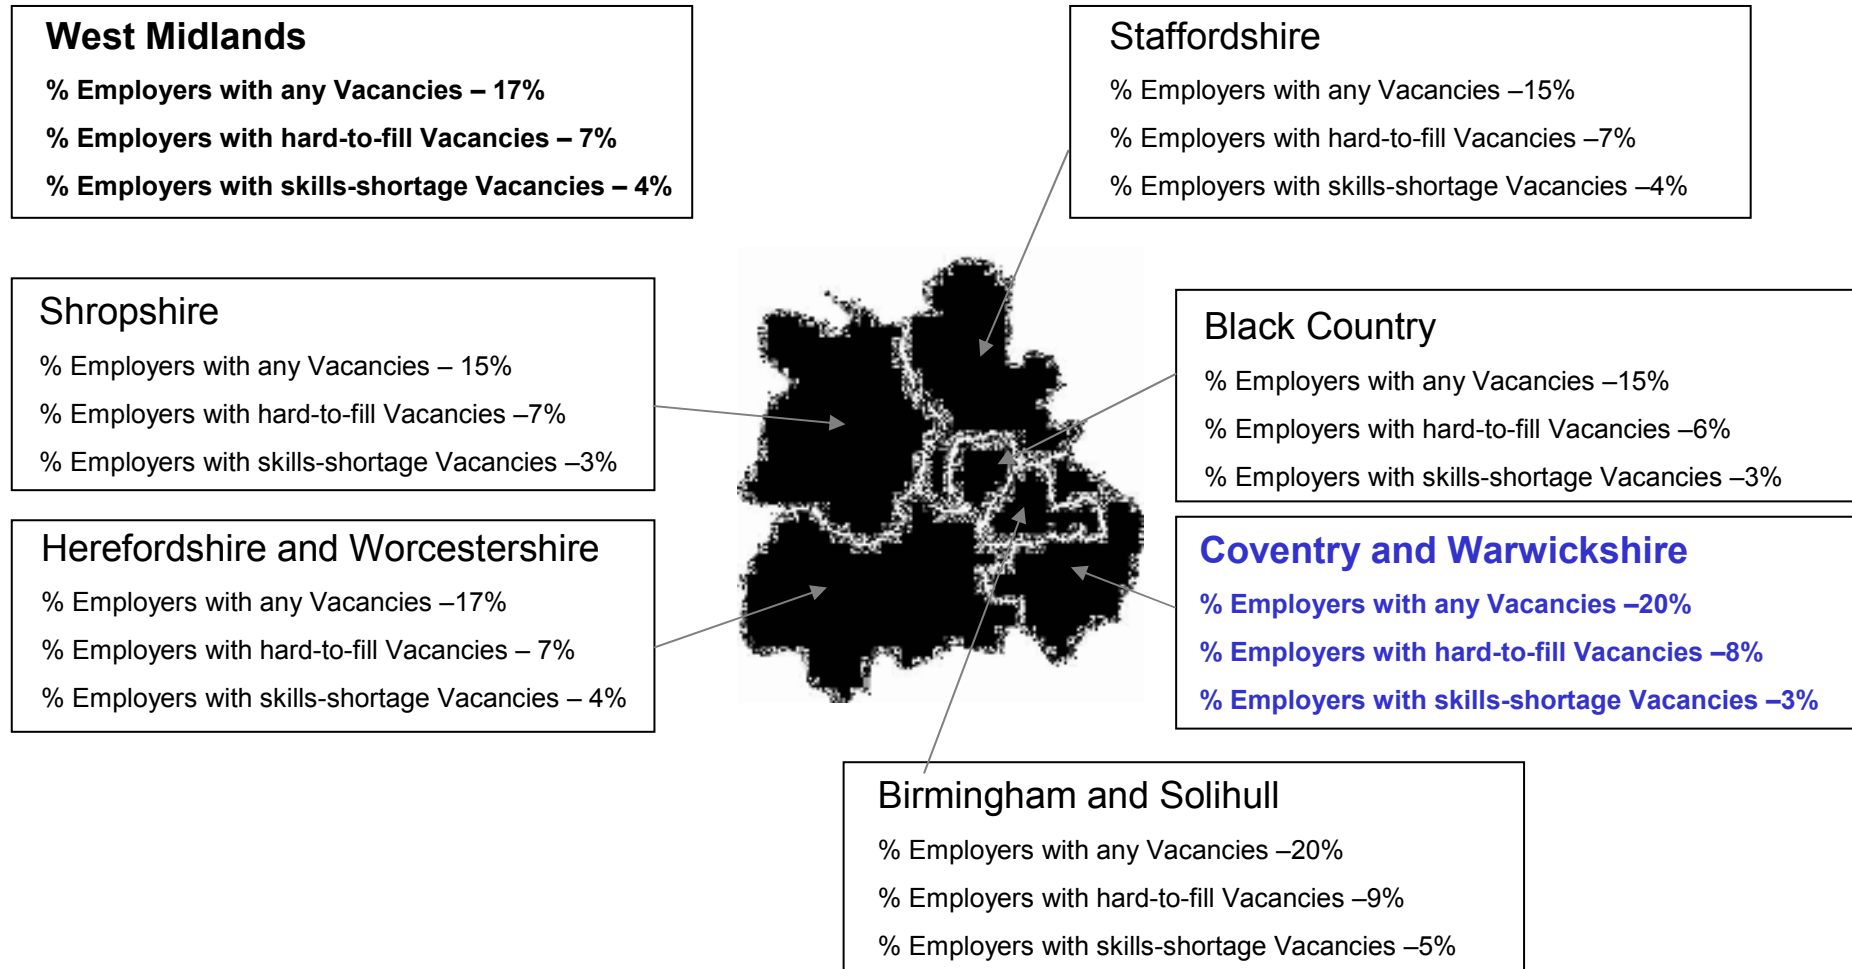 West Midlands
% Employers with any Vacancies – 17%
% Employers with hard-to-fill Vacancies – 7%
% Employers with skills-shortage Vacancies – 4%
Staffordshire
% Employers with any Vacancies –15%
% Employers with hard-to-fill Vacancies –7%
% Employers with skills-shortage Vacancies –4%
Shropshire
% Employers with any Vacancies – 15%
% Employers with hard-to-fill Vacancies –7%
% Employers with skills-shortage Vacancies –3%
Black Country
% Employers with any Vacancies –15%
% Employers with hard-to-fill Vacancies –6%
% Employers with skills-shortage Vacancies –3%
Herefordshire and Worcestershire
% Employers with any Vacancies –17%
% Employers with hard-to-fill Vacancies – 7%
% Employers with skills-shortage Vacancies – 4%
Coventry and Warwickshire
% Employers with any Vacancies –20%
% Employers with hard-to-fill Vacancies –8%
% Employers with skills-shortage Vacancies –3%
Birmingham and Solihull
% Employers with any Vacancies –20%
% Employers with hard-to-fill Vacancies –9%
% Employers with skills-shortage Vacancies –5%